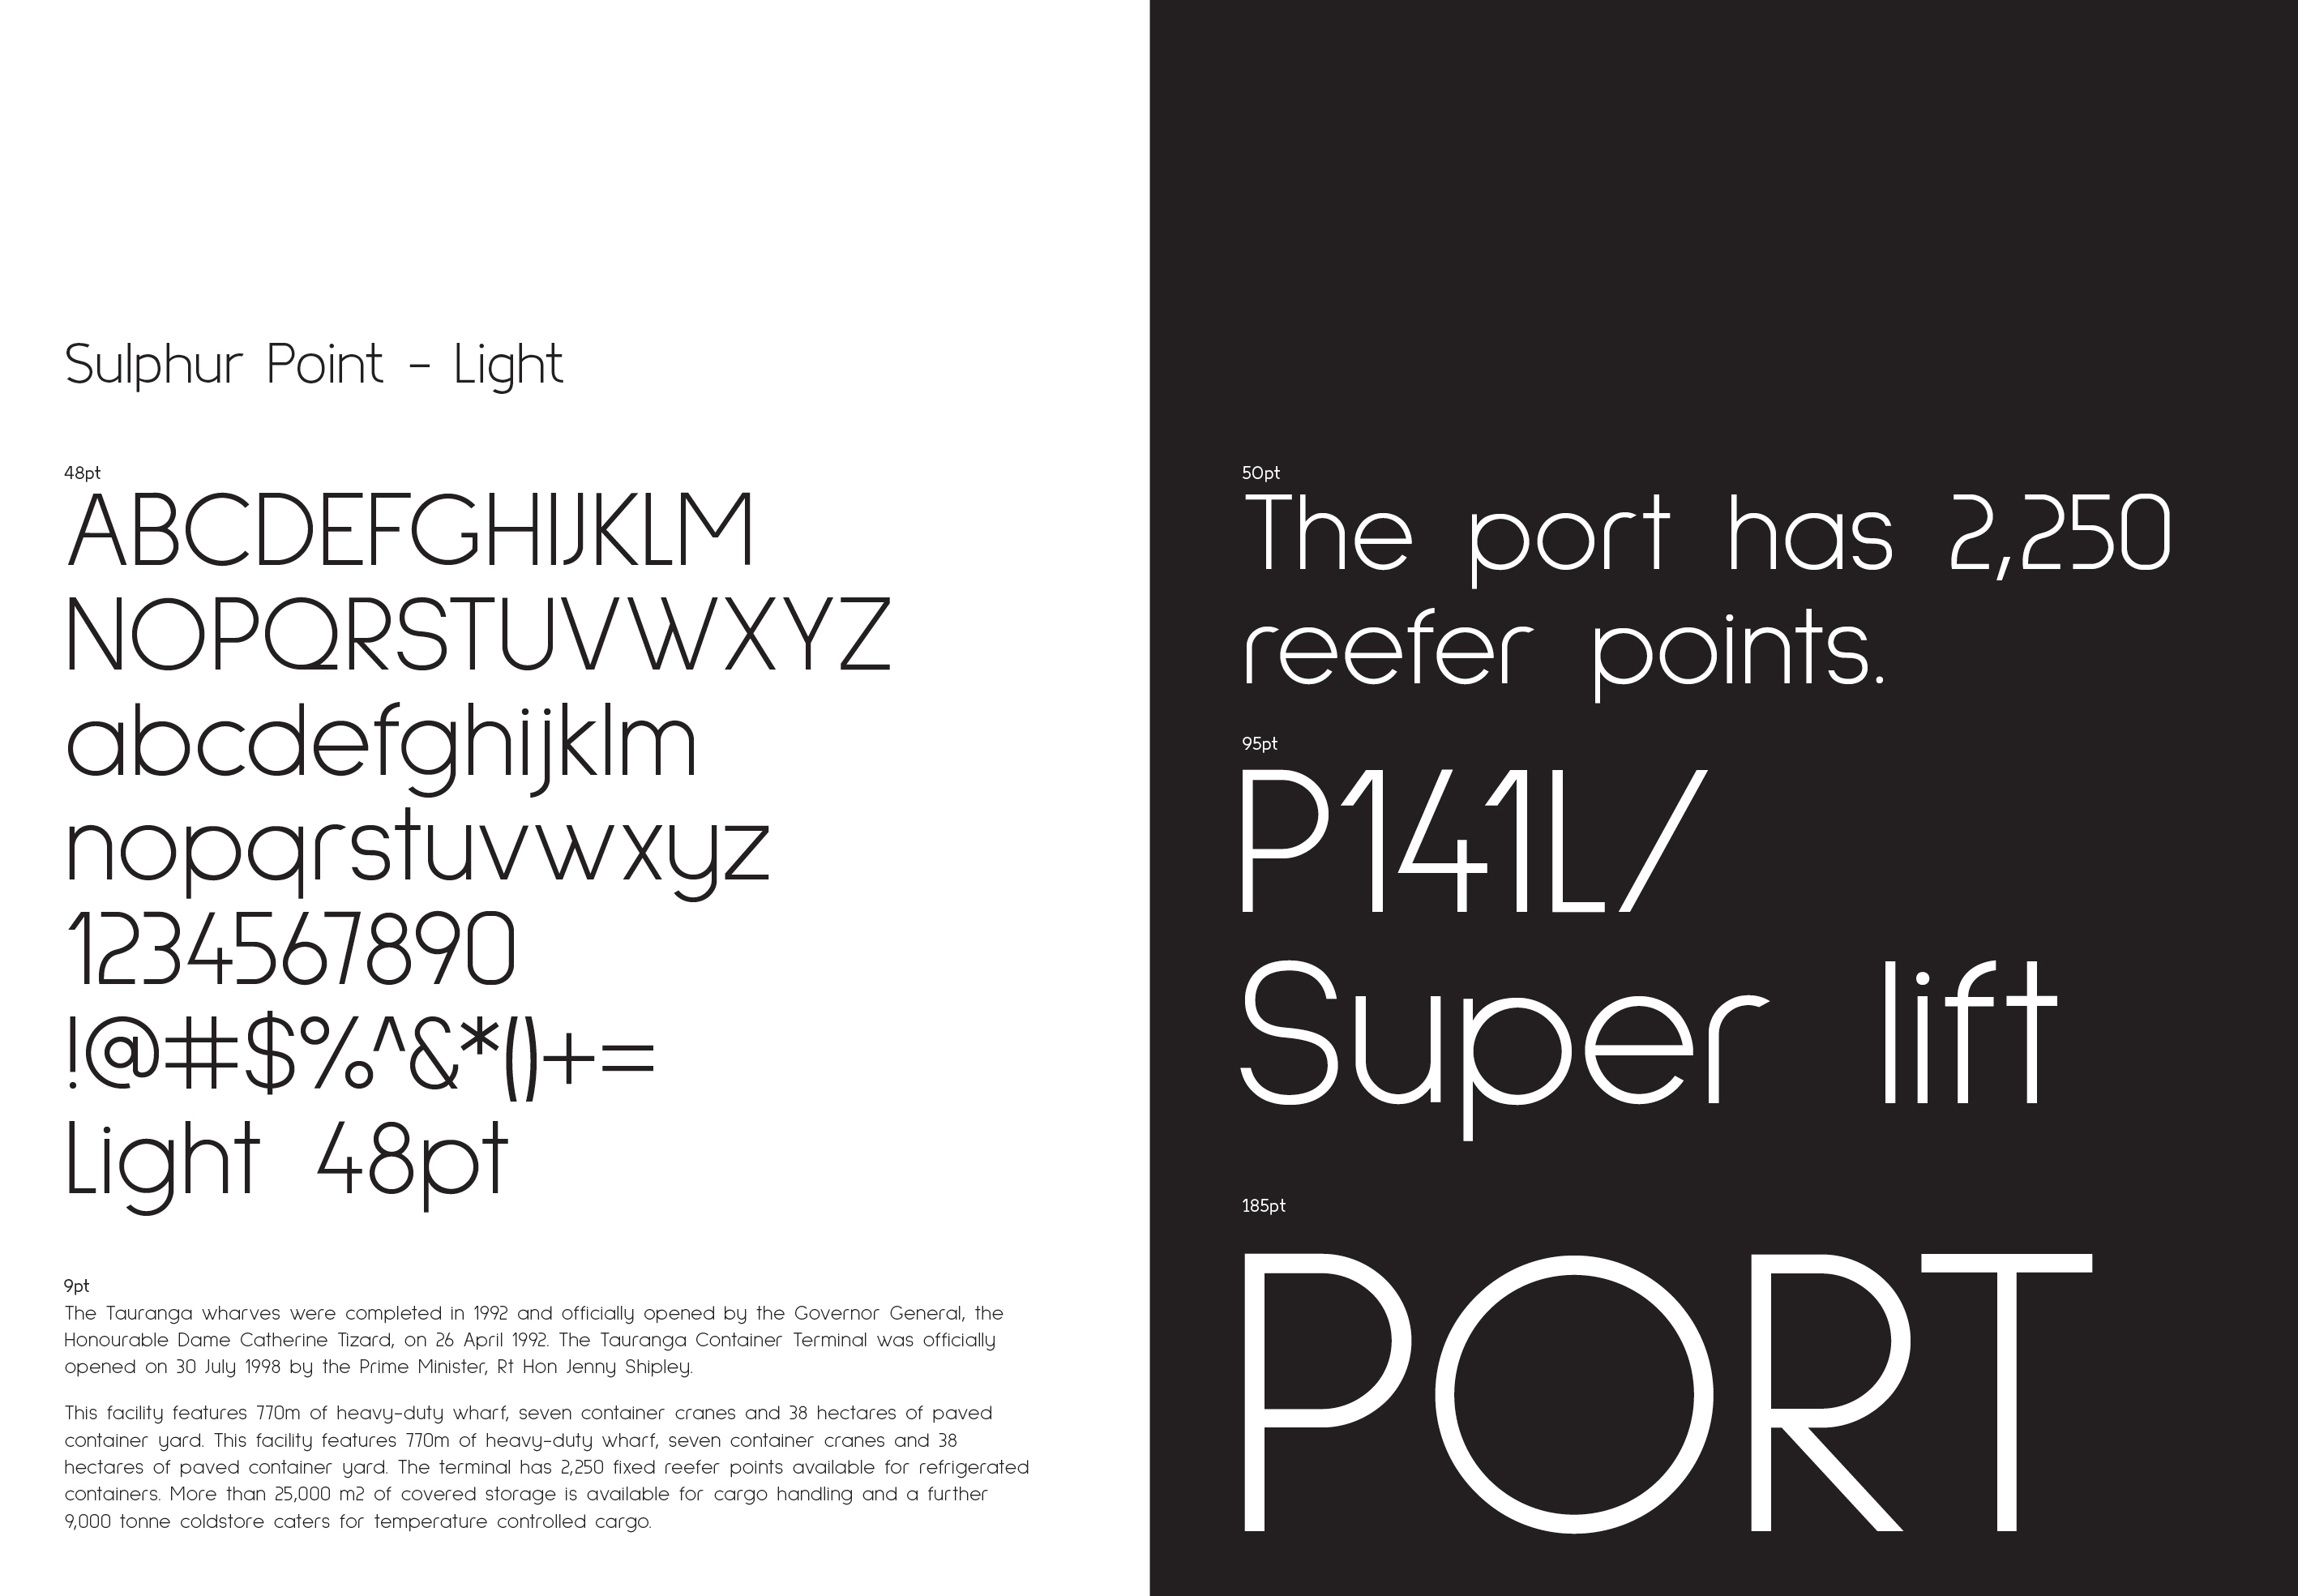 Sulphur Point - Light
48pt
ABCDEFGHIJKLM
NOPQRSTUVWXYZ
abcdefghijklm
nopqrstuvwxyz
1234567890
!@#$%^&*()+=
Light 48pt
9pt
The Tauranga wharves were completed in 1992 and officially opened by the Governor General, the
Honourable Dame Catherine Tizard, on 26 April 1992. The Tauranga Container Terminal was officially
opened on 30 July 1998 by the Prime Minister, Rt Hon Jenny Shipley.
This facility features 770m of heavy-duty wharf, seven container cranes and 38 hectares of paved
container yard. This facility features 770m of heavy-duty wharf, seven container cranes and 38
hectares of paved container yard. The terminal has 2,250 fixed reefer points available for refrigerated
containers. More than 25,000 m2 of covered storage is available for cargo handling and a further
9,000 tonne coldstore caters for temperature controlled cargo.
50pt
The port has 2,250
reefer points.
95pt
P141L/
Super lift
185pt
PORT